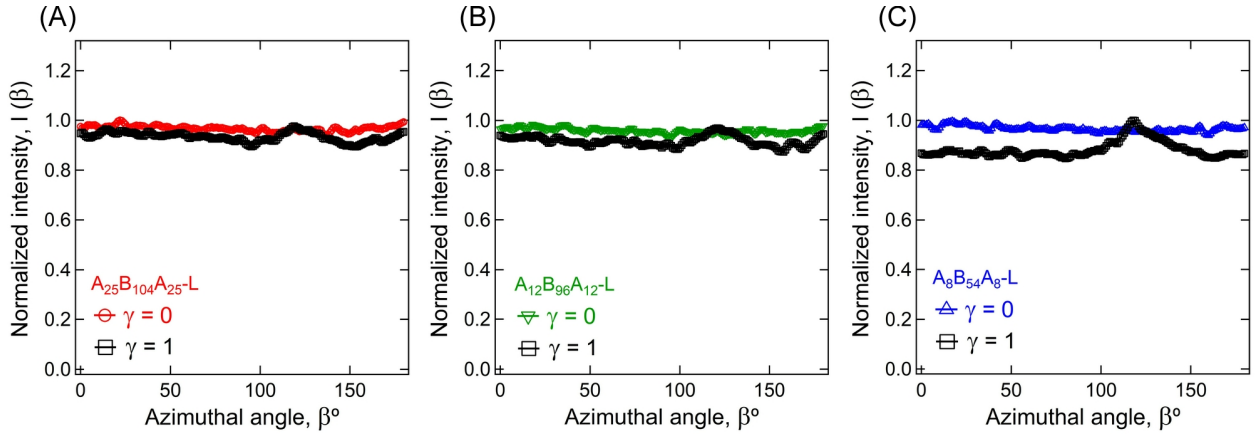 (A)
Normalized intensity, I (β)
1.2
1.0
0.8
0.6
0.4
0.2
0.0
A₂₅B₁₀₄A₂₅-L
γ = 0
γ = 1
0 50 100 150
Azimuthal angle, βº
(B)
Normalized intensity, I (β)
1.2
1.0
0.8
0.6
0.4
0.2
0.0
A₁₂B₉₆A₁₂-L
γ = 0
γ = 1
0 50 100 150
Azimuthal angle, βº
(C)
Normalized intensity, I (β)
1.2
1.0
0.8
0.6
0.4
0.2
0.0
A₈B₅₄A₈-L
γ = 0
γ = 1
0 50 100 150
Azimuthal angle, βº